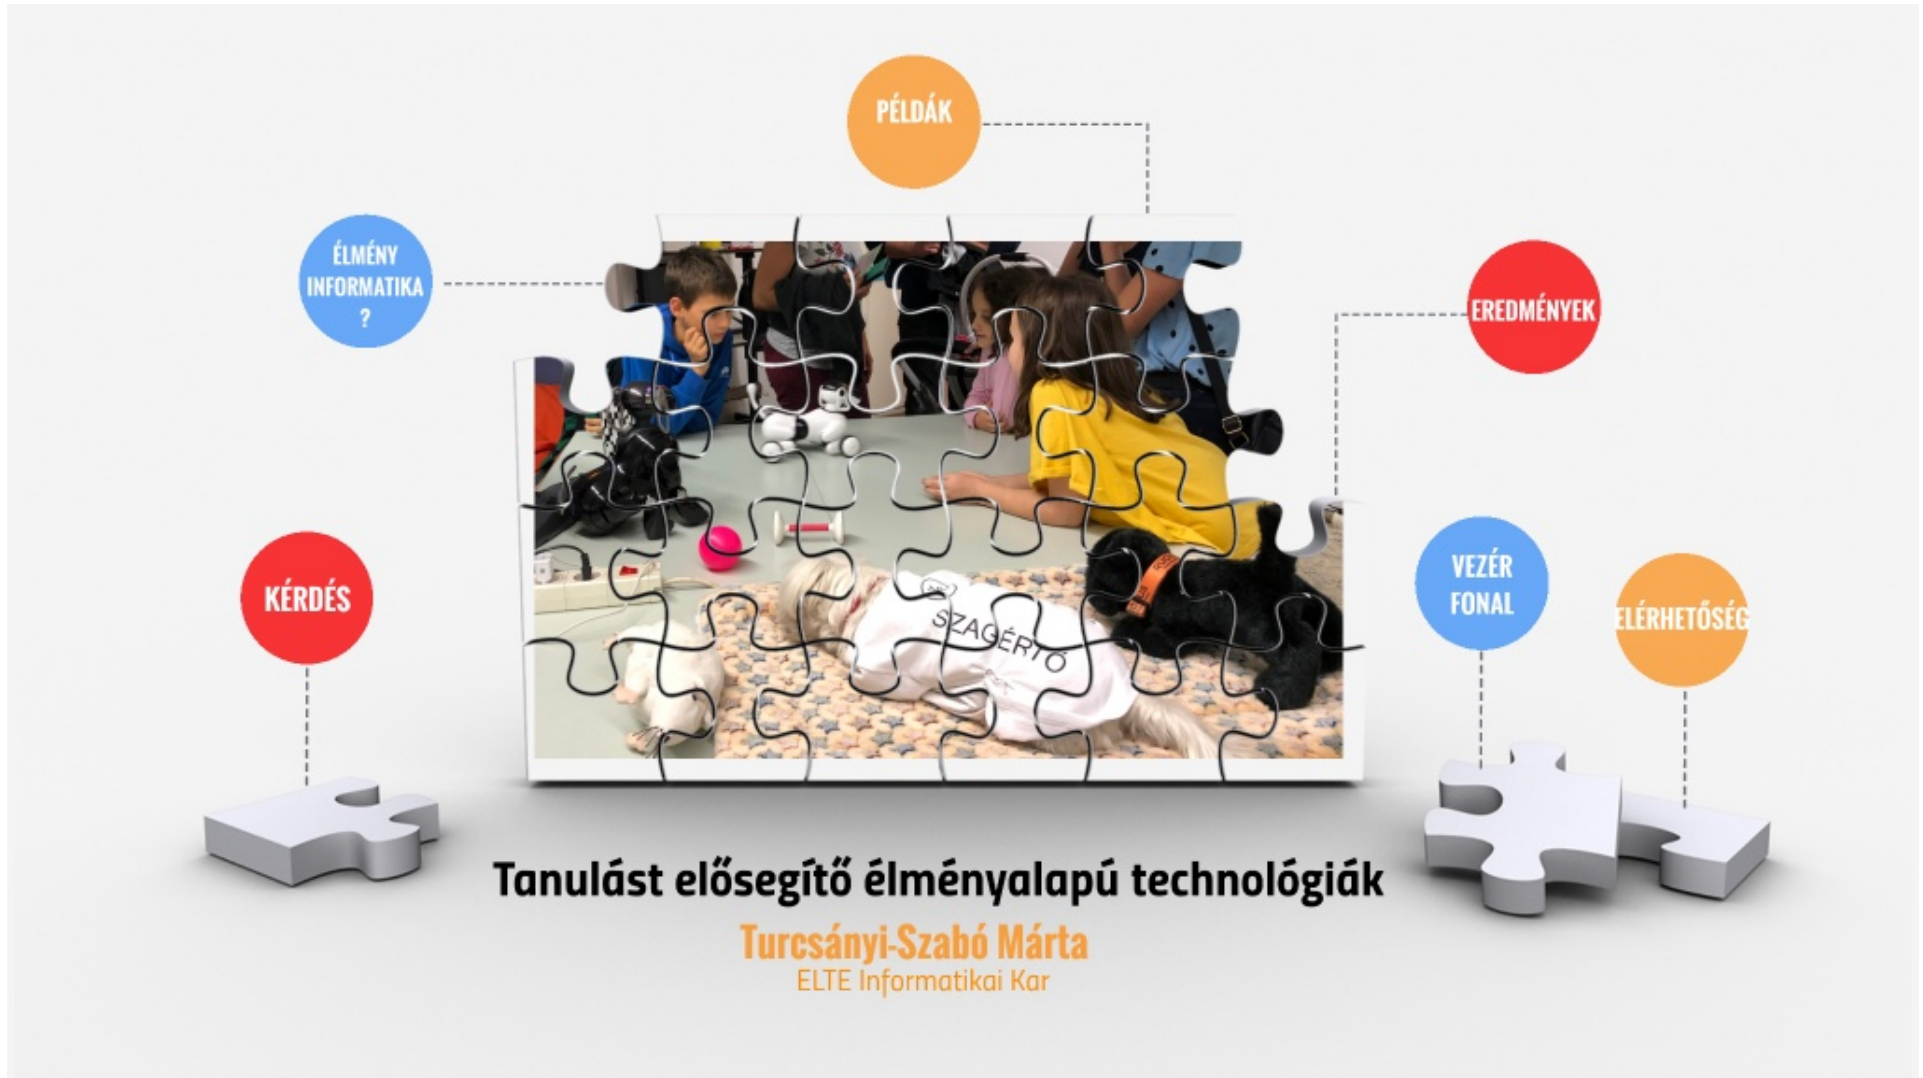 PÉLDÁK
ÉLMÉNY
INFORMATIKA
?
EREDMÉNYEK
KÉRDÉS
VEZÉR
FONAL
ELÉRHETŐSÉG
SZAGÉRTŐ
Tanulást elősegítő élményalapú technológiák
Turcsányi-Szabó Márta
ELTE Informatikai Kar